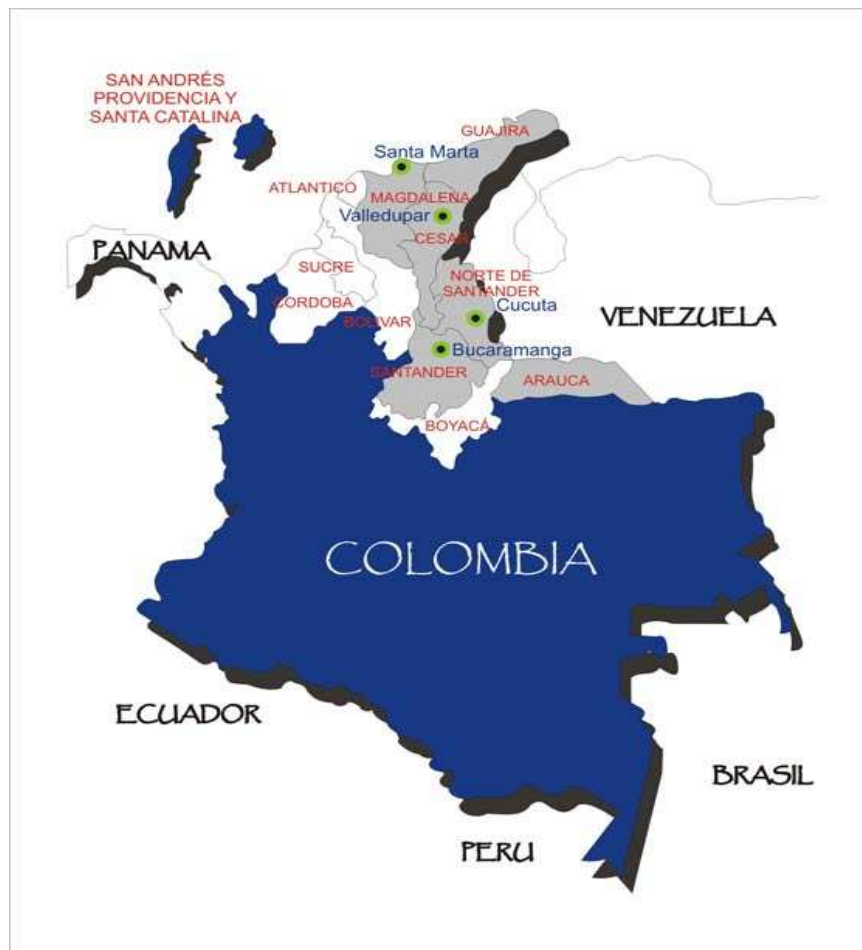 SAN ANDRÉS
PROVIDENCIA Y
SANTA CATALINA
GUAJIRA
Santa Marta
ATLANTICO
MAGDALENA
Valledupar
CESAR
PANAMA
SUCRE
NORTE DE
SANTANDER
CORDOBA
Cucuta
BOLIVAR
VENEZUELA
Bucaramanga
SANTANDER
ARAUCA
BOYACÁ
COLOMBIA
ECUADOR
BRASIL
PERU